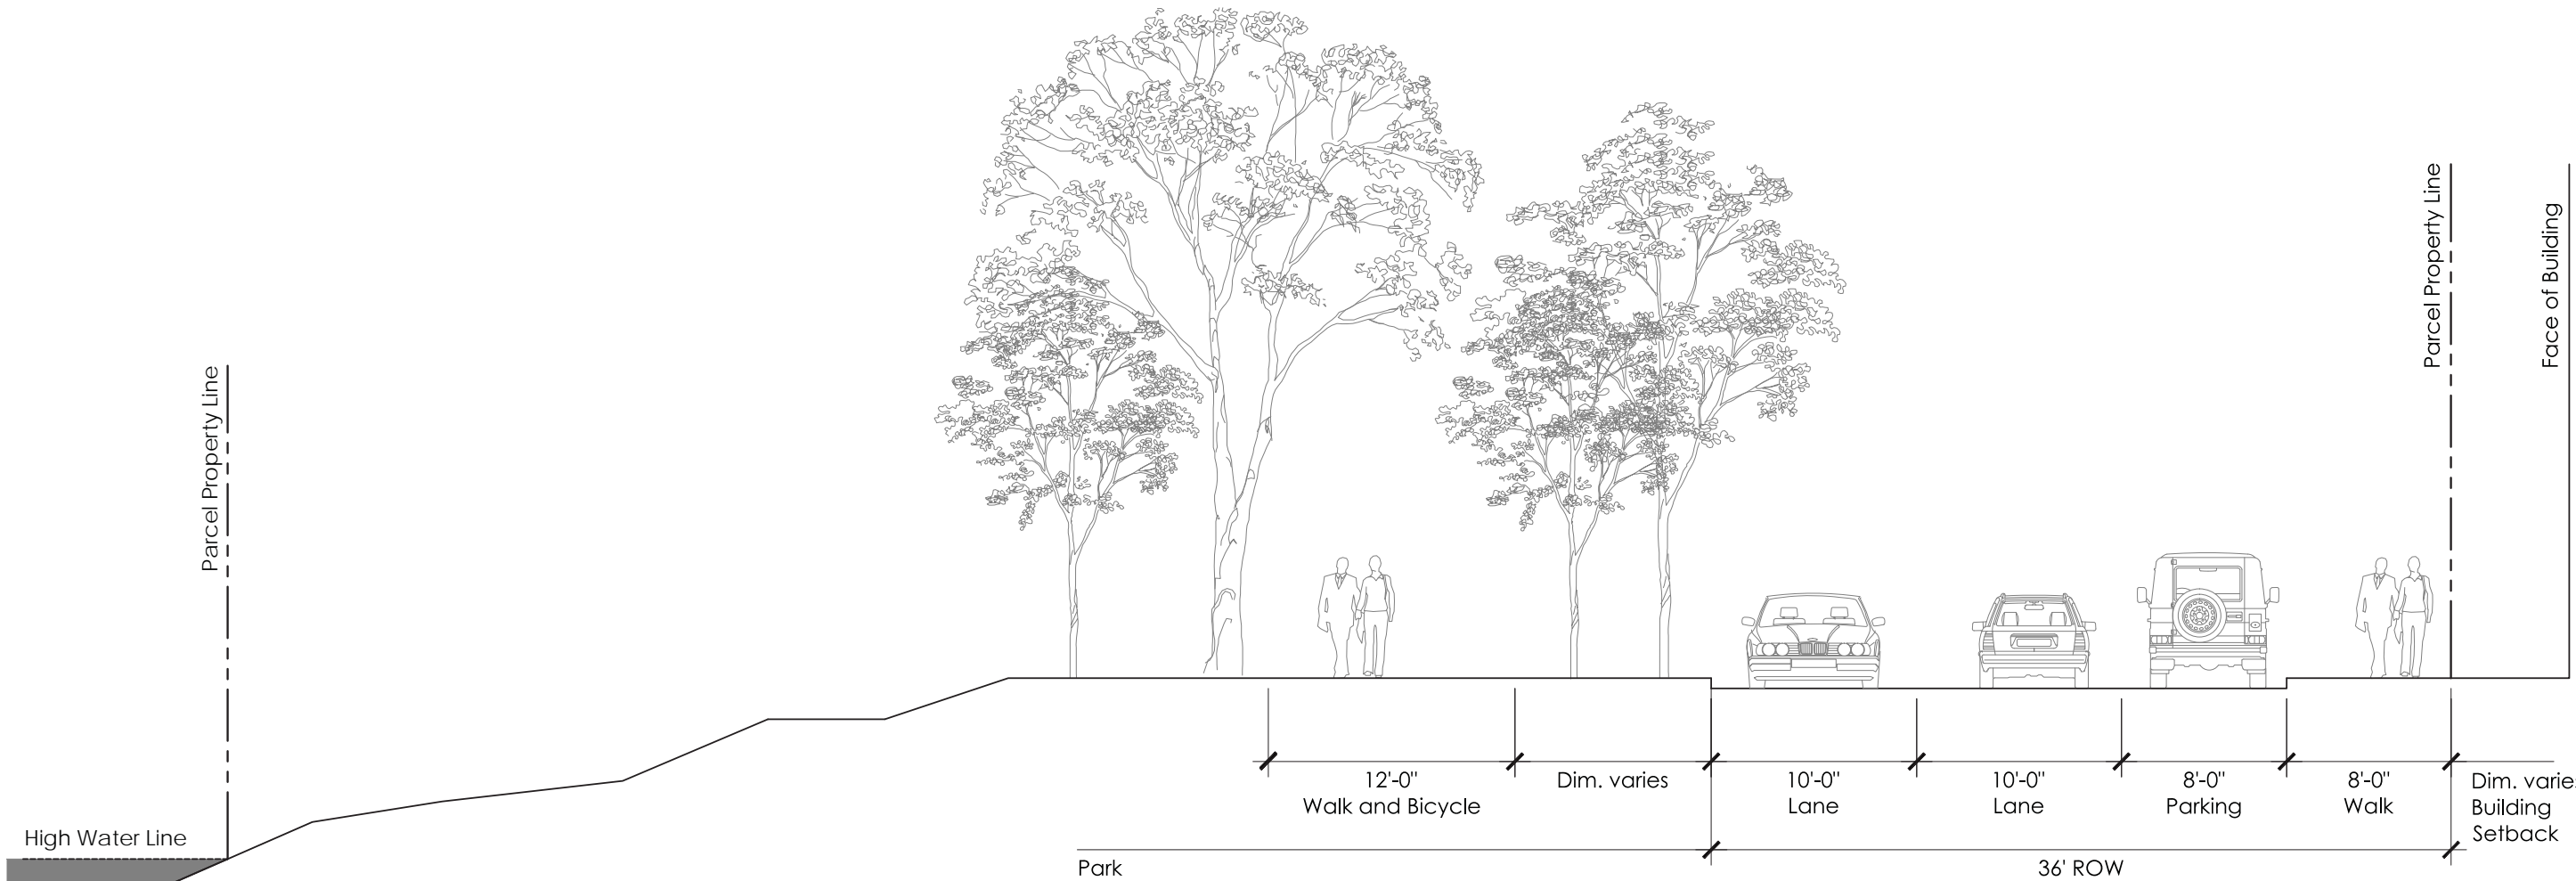 Parcel Property Line
High Water Line
Parcel Property Line
Face of Building
12'-0"
Walk and Bicycle
Dim. varies
10'-0"
Lane
10'-0"
Lane
8'-0"
Parking
8'-0"
Walk
Dim. varie
Building
Setback
Park
36' ROW